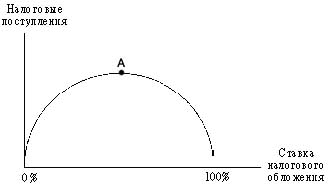 Налоговые
поступления
А
0%
100%
Ставка
налогового
обложения